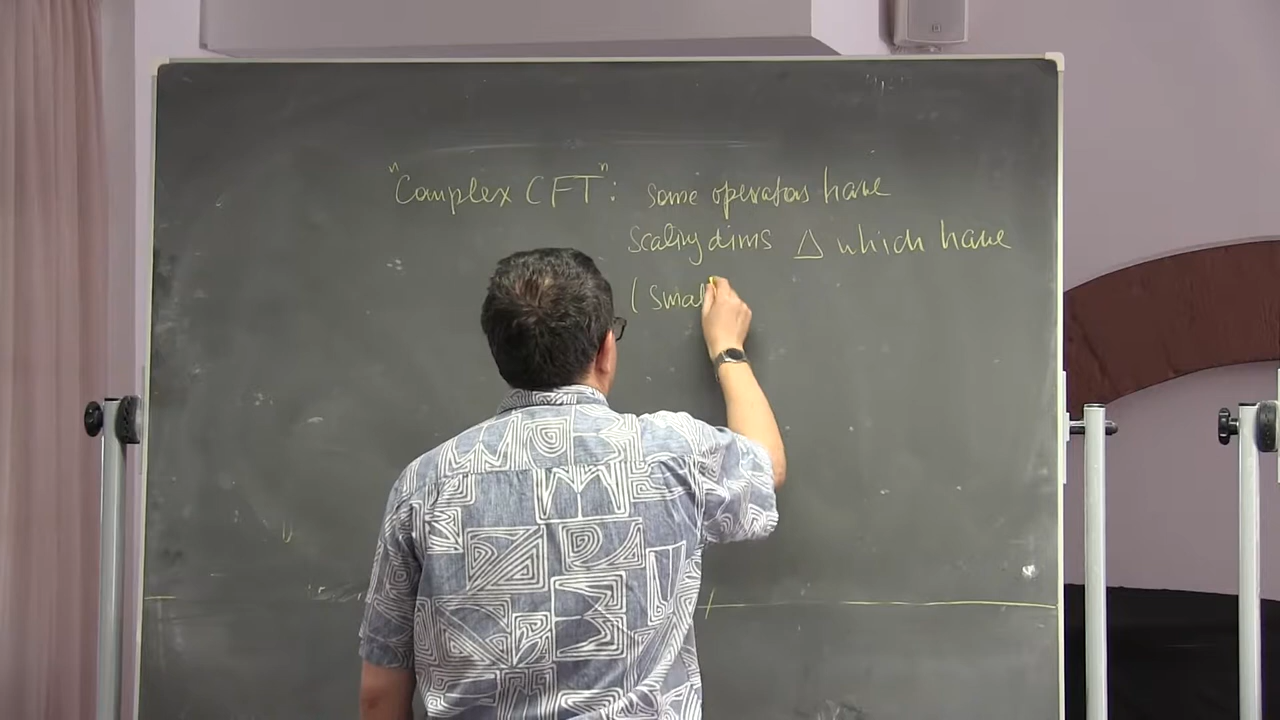 "Complex CFT": some operators have
scaling dims Δ which have
(smal